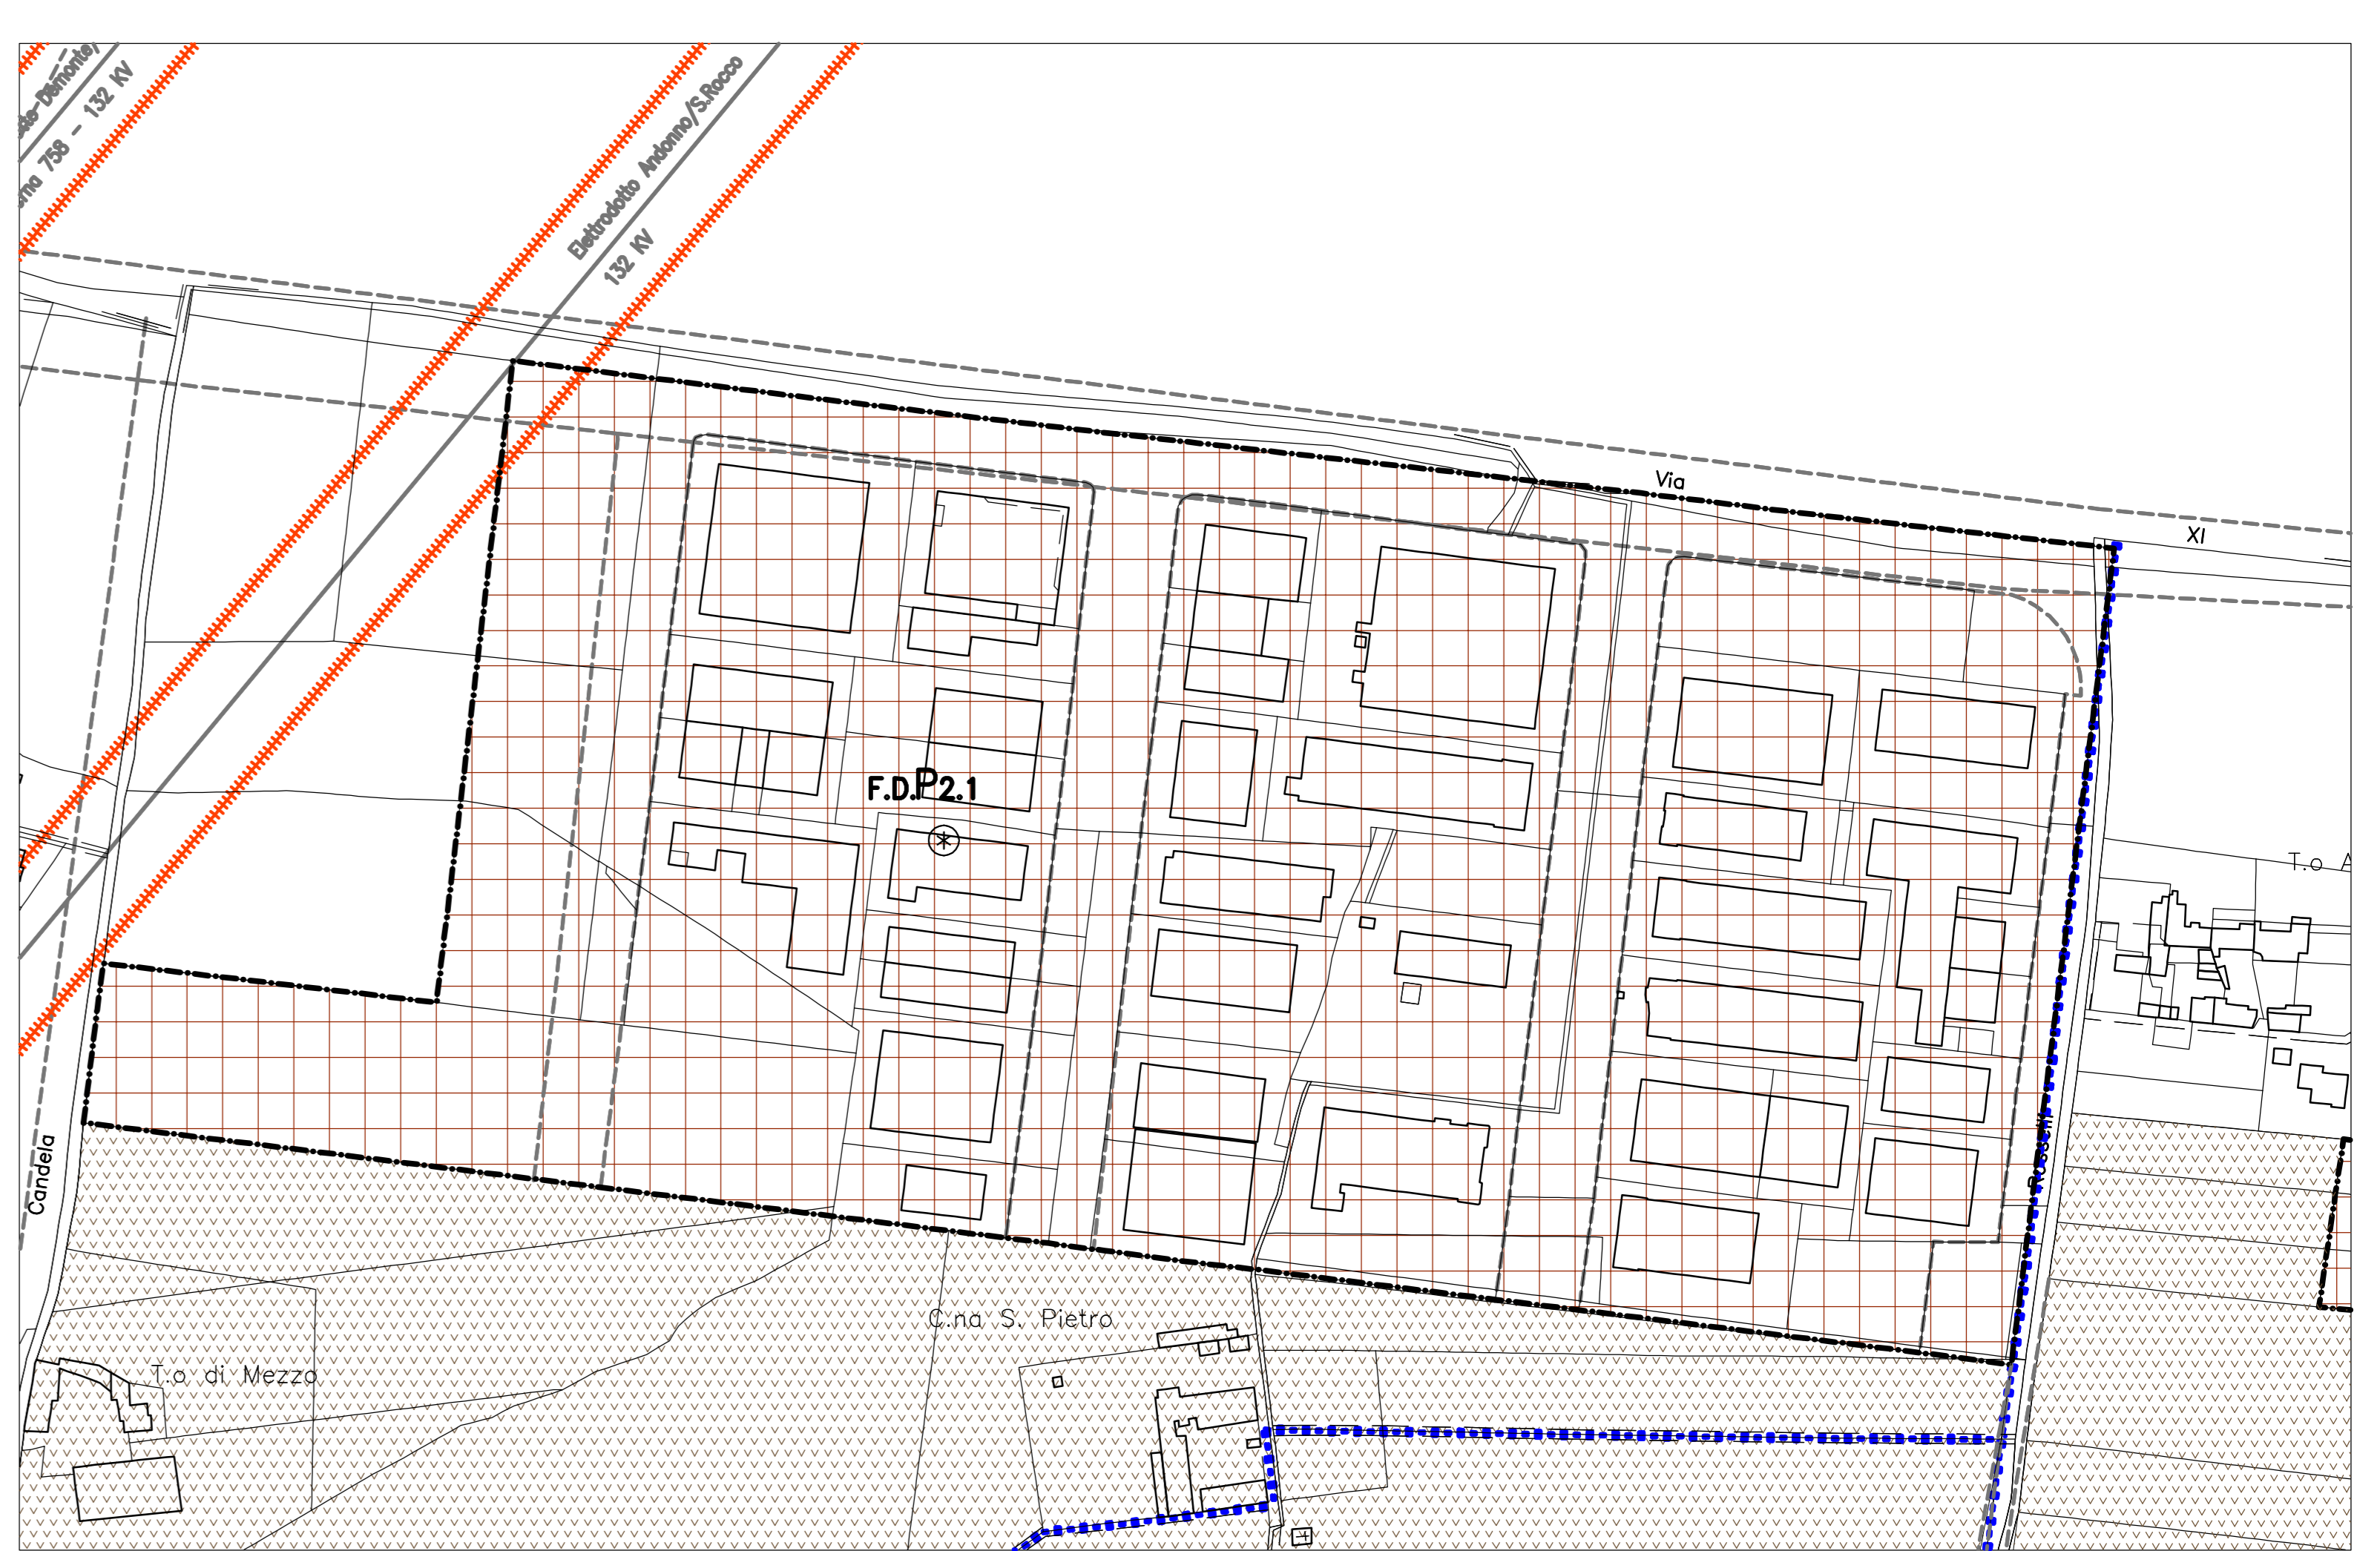 758 - 132 KV
Elettrodotto Andonno/S.Rocco
132 KV
Via
XI
F.D.P2.1
T.o
Candela
C.na S. Pietro
T.o di Mezzo